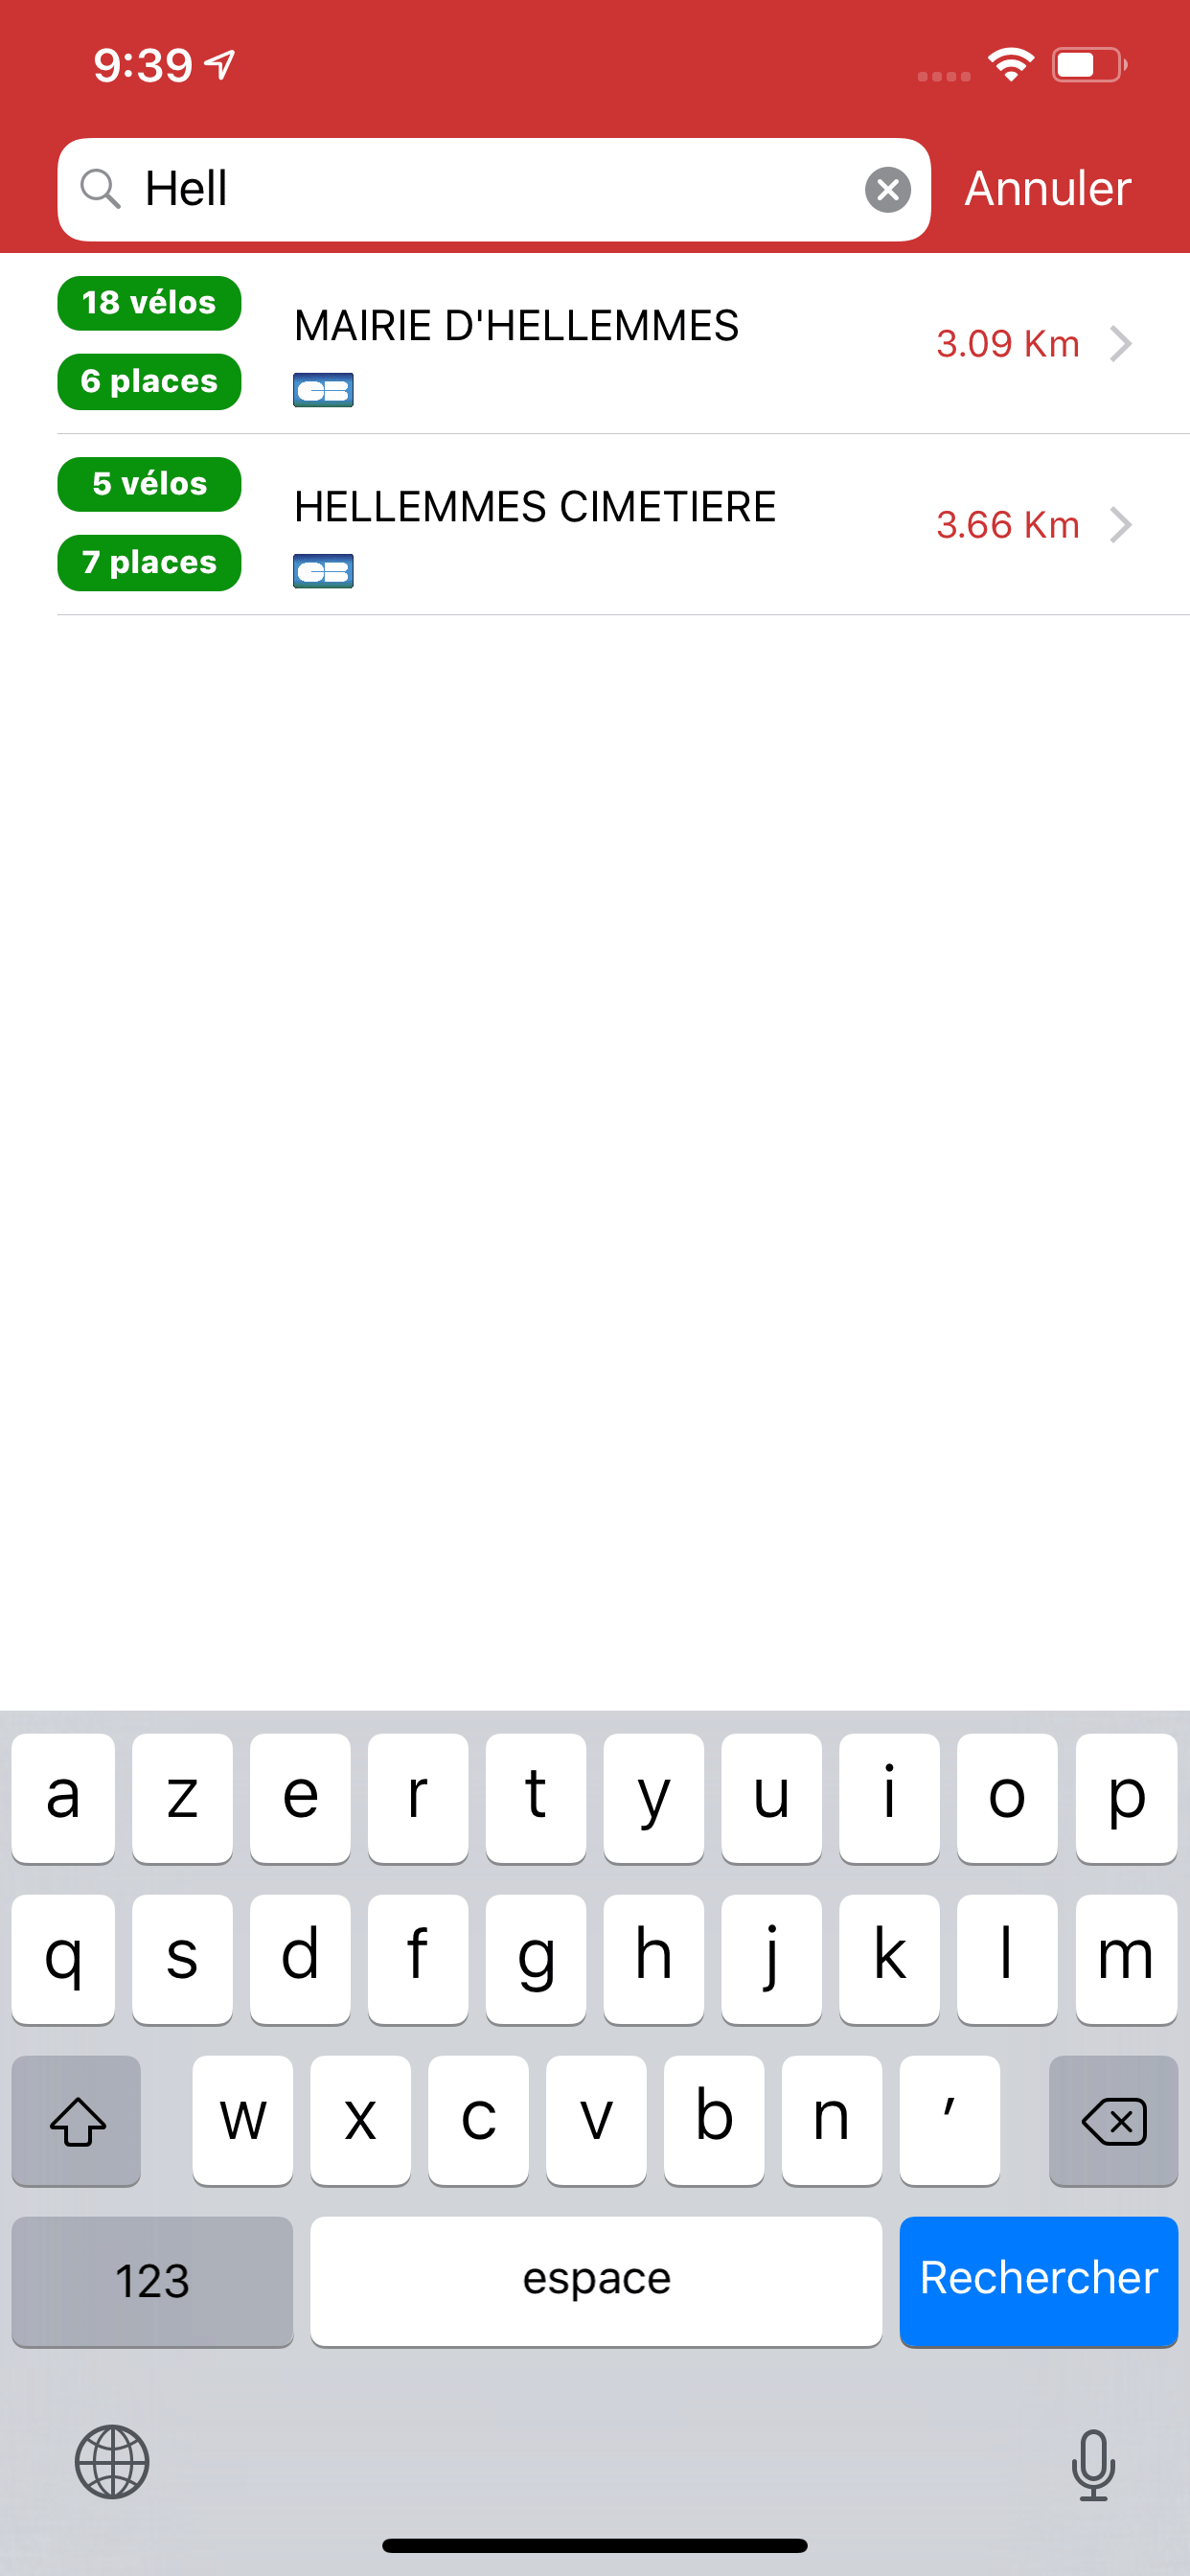 9:39
Hell
Annuler
18 vélos
6 places
MAIRIE D'HELLEMMES
CB
3.09 Km
5 vélos
7 places
HELLEMMES CIMETIERE
CB
3.66 Km
a z e r t y u i o p
q s d f g h j k l m
w x c v b n ’
123 espace Rechercher